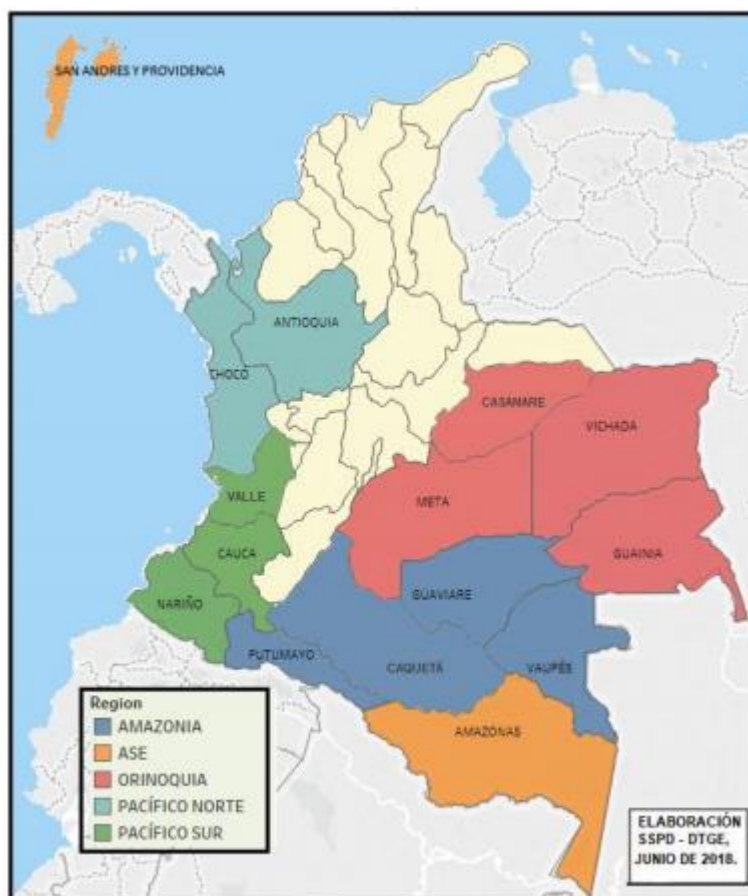 SAN ANDRES Y PROVIDENCIA
ANTIOQUIA
CHOCÓ
CASANARE
VICHADA
VALLE
META
CAUCA
GUAINIA
GUAVIARE
NARIÑO
PUTUMAYO
CAQUETÁ
VAUPÉS
AMAZONAS
Region
AMAZONIA
ASE
ORINOQUIA
PACÍFICO NORTE
PACÍFICO SUR
ELABORACIÓN
SSPD - DTGE,
JUNIO DE 2018.